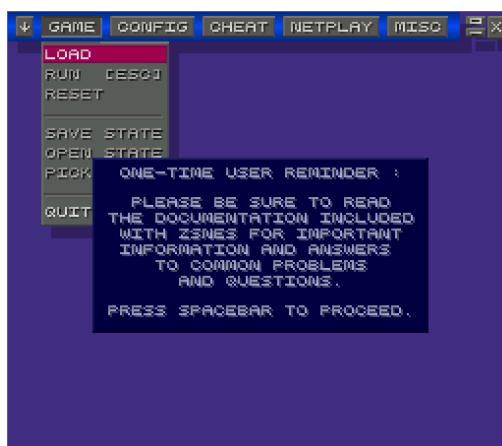 GAME CONFIG CHEAT NETPLAY MISC X
LOAD
RUN [ESC]
RESET
SAVE STATE
OPEN STATE
PICK
QUIT
ONE-TIME USER REMINDER :
PLEASE BE SURE TO READ
THE DOCUMENTATION INCLUDED
WITH ZSNES FOR IMPORTANT
INFORMATION AND ANSWERS
TO COMMON PROBLEMS
AND QUESTIONS.
PRESS SPACEBAR TO PROCEED.